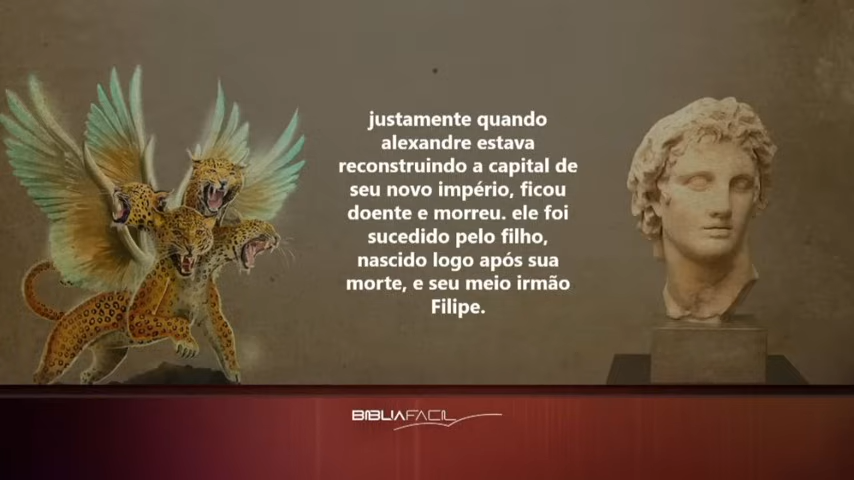 justamente quando
alexandre estava
reconstruindo a capital de
seu novo império, ficou
doente e morreu. ele foi
sucedido pelo filho,
nascido logo após sua
morte, e seu meio irmão
Filipe.
BÍBLIAFACIL